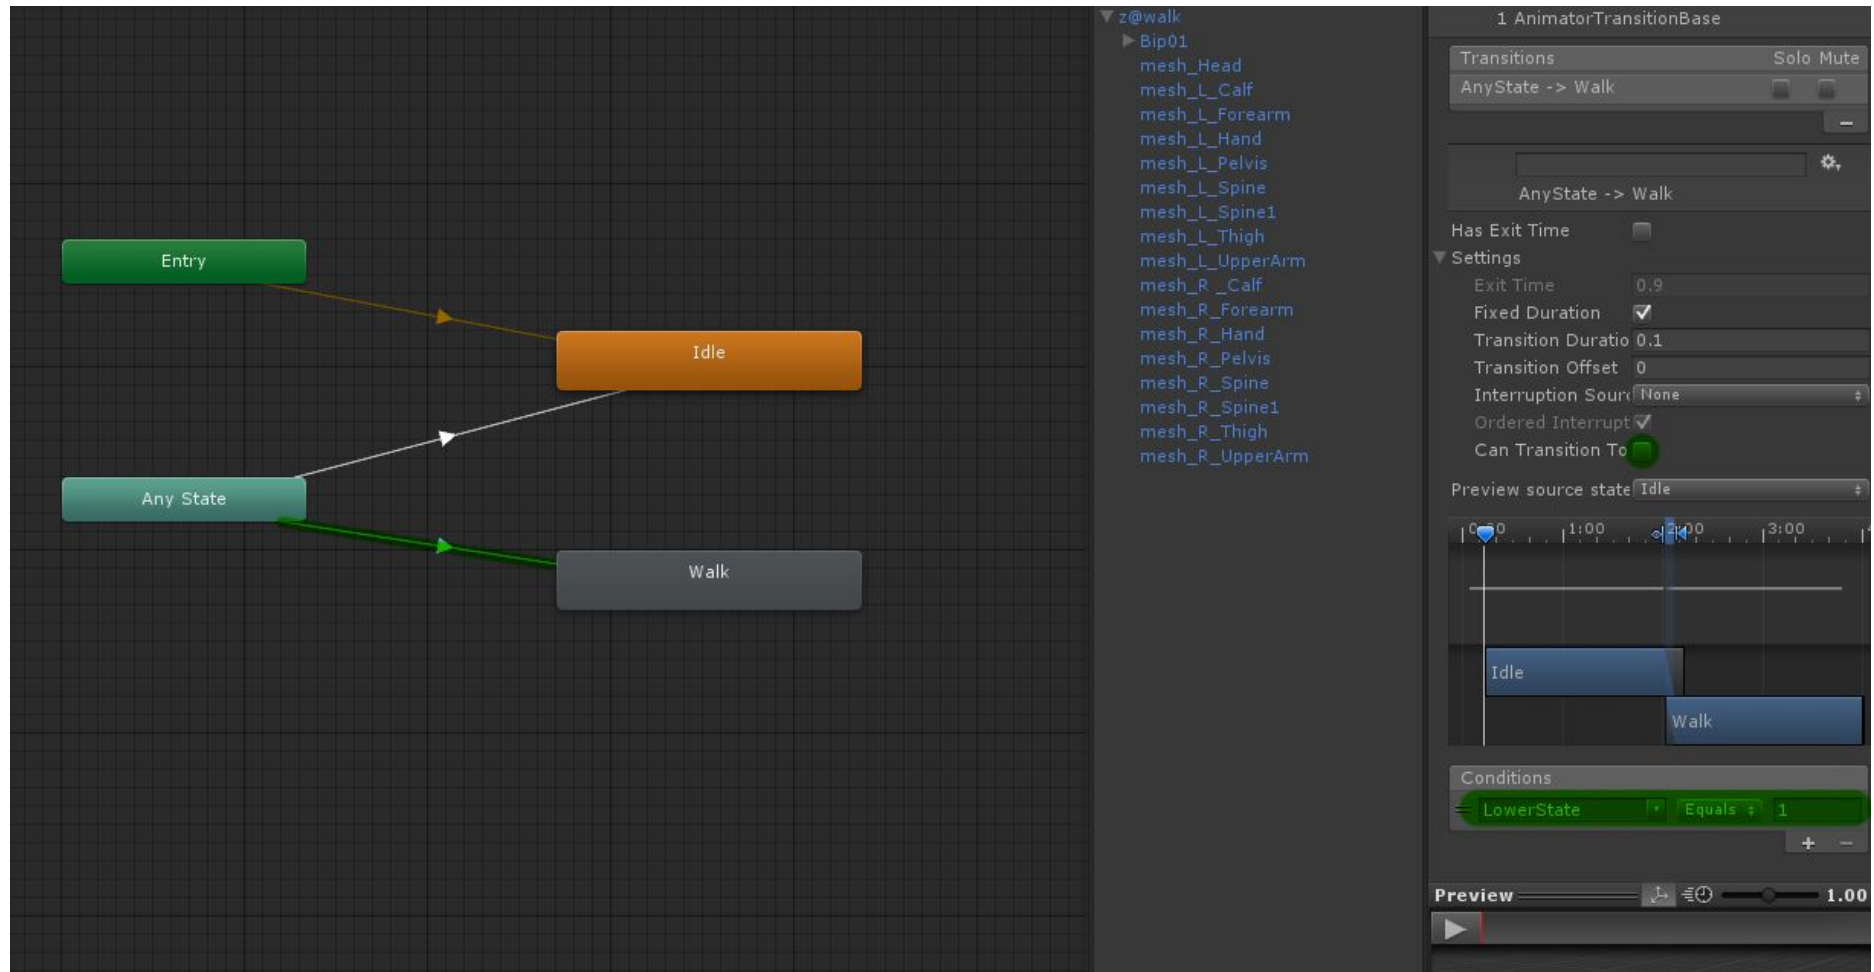 Entry
Idle
Any State
Walk
z@walk
Bip01
mesh_Head
mesh_L_Calf
mesh_L_Forearm
mesh_L_Hand
mesh_L_Pelvis
mesh_L_Spine
mesh_L_Spine1
mesh_L_Thigh
mesh_L_UpperArm
mesh_R _Calf
mesh_R_Forearm
mesh_R_Hand
mesh_R_Pelvis
mesh_R_Spine
mesh_R_Spine1
mesh_R_Thigh
mesh_R_UpperArm
1 AnimatorTransitionBase
Transitions Solo Mute
AnyState -> Walk
AnyState -> Walk
Has Exit Time
Settings
Exit Time 0.9
Fixed Duration
Transition Duratio 0.1
Transition Offset 0
Interruption Sour None
Ordered Interrupt
Can Transition To
Preview source state Idle
1:00 3:00
Idle
Walk
Conditions
LowerState Equals 1
Preview 1.00